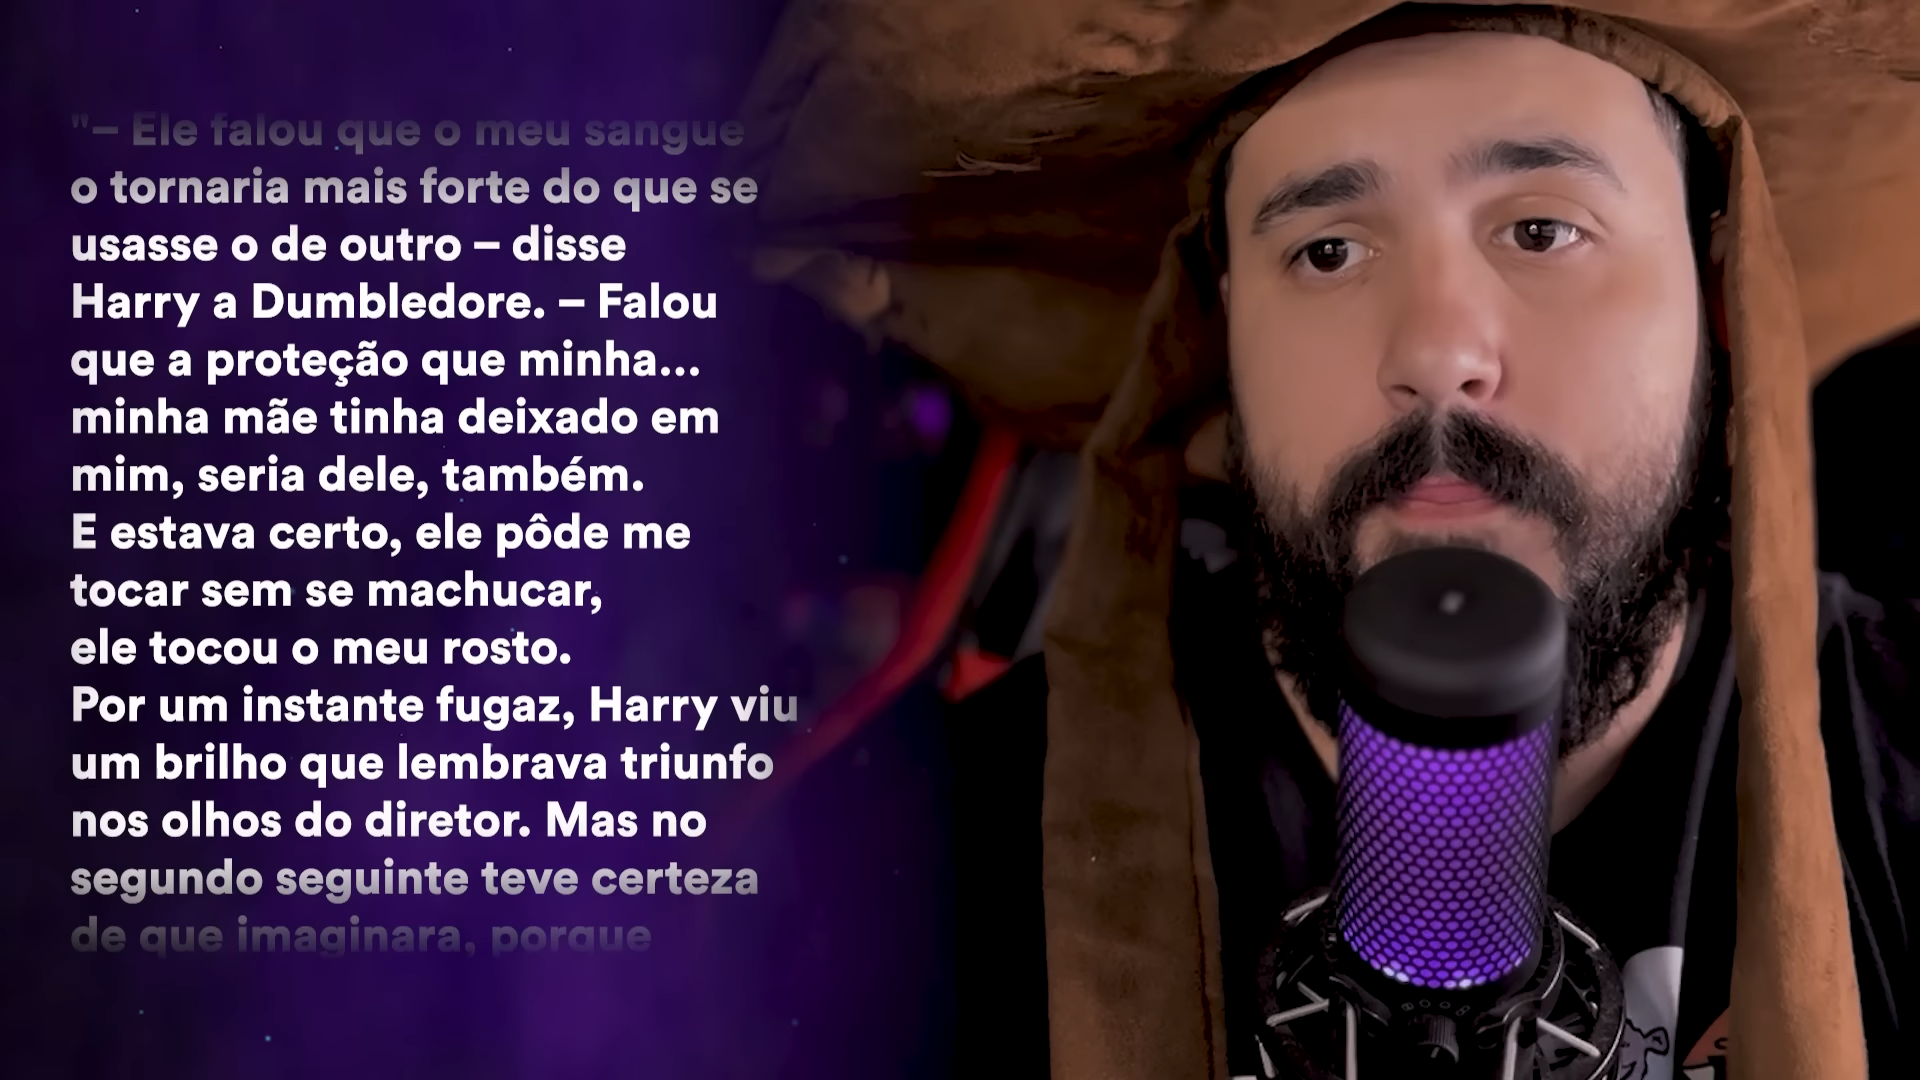 "– Ele falou que o meu sangue
o tornaria mais forte do que se
usasse o de outro – disse
Harry a Dumbledore. – Falou
que a proteção que minha...
minha mãe tinha deixado em
mim, seria dele, também.
E estava certo, ele pôde me
tocar sem se machucar,
ele tocou o meu rosto.
Por um instante fugaz, Harry viu
um brilho que lembrava triunfo
nos olhos do diretor. Mas no
segundo seguinte teve certeza
de que imaginara, porque